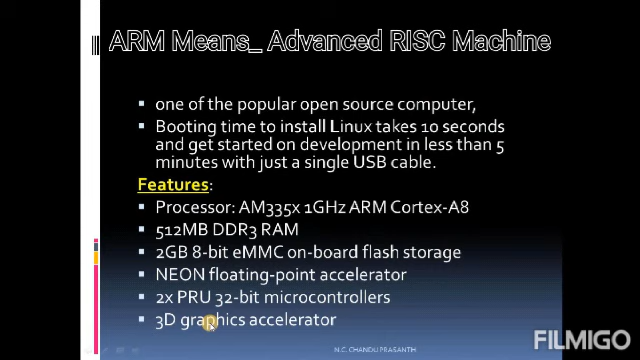 ARM Means_ Advanced RISC Machine
one of the popular open source computer,
Booting time to install Linux takes 10 seconds
and get started on development in less than 5
minutes with just a single USB cable.
Features:
Processor: AM335x 1GHz ARM Cortex-A8
512MB DDR3 RAM
2GB 8-bit eMMC on-board flash storage
NEON floating-point accelerator
2x PRU 32-bit microcontrollers
3D graphics accelerator
N.C. CHANDU PRASANTH
FILMIGO